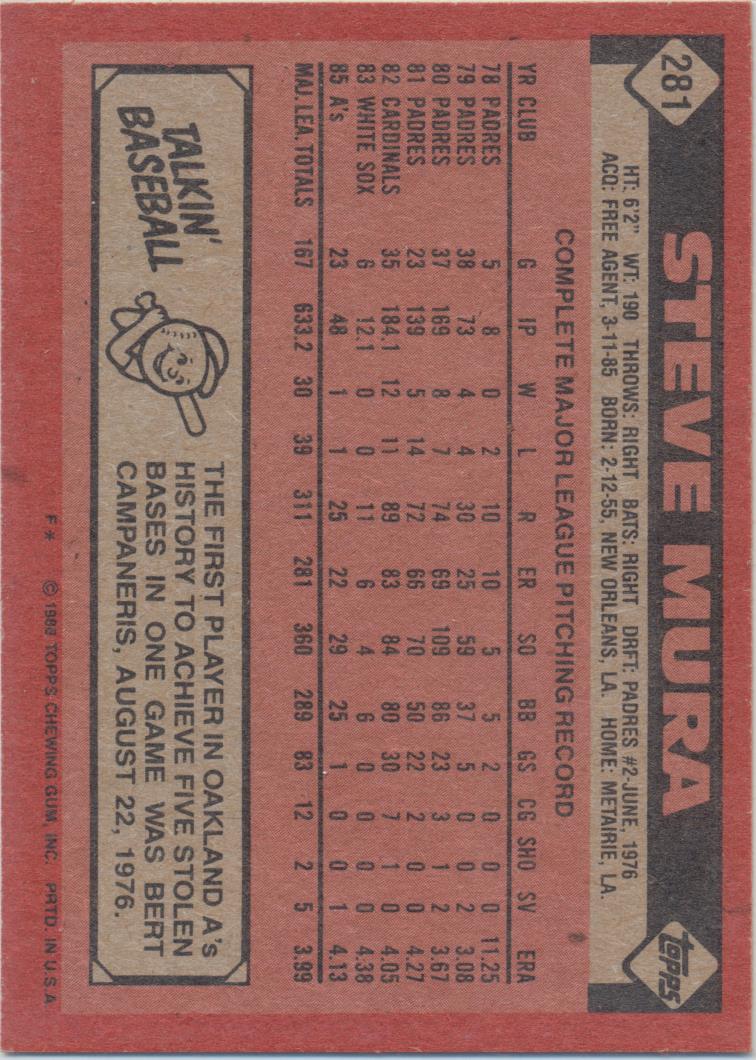 281 STEVE MURA topps
HT: 6'2" WT: 190 THROWS: RIGHT BATS: RIGHT DRFT: PADRES #2-JUNE, 1976
ACQ: FREE AGENT, 3-11-85 BORN: 2-12-55, NEW ORLEANS, LA. HOME: METAIRIE, LA.
COMPLETE MAJOR LEAGUE PITCHING RECORD
YR CLUB G IP W L R ER SO BB GS CG SHO SV ERA
78 PADRES 5 8 0 2 10 10 5 5 2 0 0 0 11.25
79 PADRES 38 73 4 4 30 25 59 37 5 0 0 2 3.08
80 PADRES 37 169 8 7 74 69 109 86 23 3 1 2 3.67
81 PADRES 23 139 5 14 72 66 70 50 22 2 0 0 4.27
82 CARDINALS 35 184.1 12 11 89 83 84 80 30 7 1 0 4.05
83 WHITE SOX 6 12.1 0 0 11 6 4 6 0 0 0 0 4.38
85 A's 23 48 1 1 25 22 29 25 1 0 0 1 4.13
MAJ. LEA. TOTALS 167 633.2 30 39 311 281 360 289 83 12 2 5 3.99
TALKIN'
BASEBALL
THE FIRST PLAYER IN OAKLAND A's
HISTORY TO ACHIEVE FIVE STOLEN
BASES IN ONE GAME WAS BERT
CAMPANERIS, AUGUST 22, 1976.
F* © 1986 TOPPS CHEWING GUM, INC. PRTD. IN U.S.A.